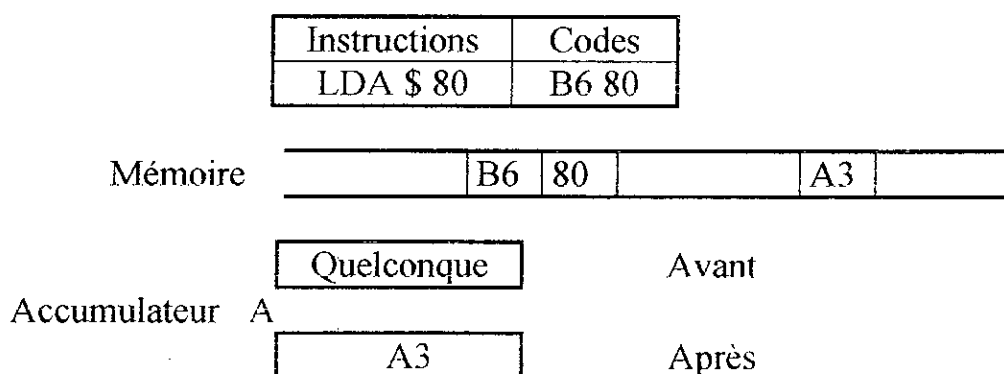 Instructions Codes
LDA $ 80 B6 80
Mémoire B6 80 A3
Quelconque Avant
Accumulateur A
A3 Après